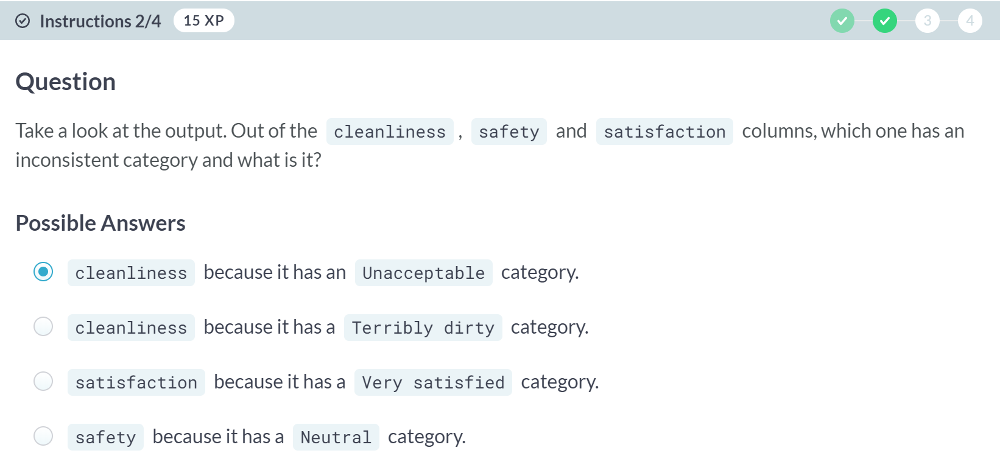 Instructions 2/4 15 XP 3 4
Question
Take a look at the output. Out of the cleanliness , safety and satisfaction columns, which one has an
inconsistent category and what is it?
Possible Answers
cleanliness because it has an Unacceptable category.
cleanliness because it has a Terribly dirty category.
satisfaction because it has a Very satisfied category.
safety because it has a Neutral category.